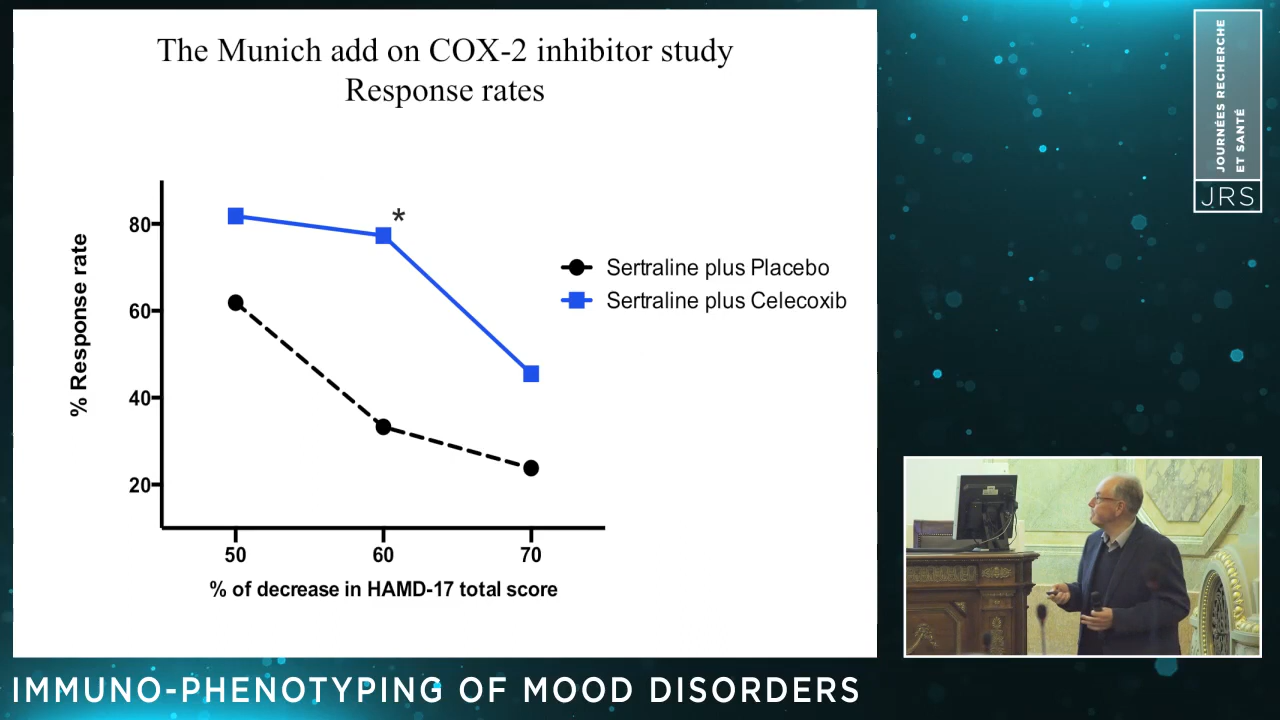 The Munich add on COX-2 inhibitor study
Response rates
% Response rate
80
60
40
20
*
Sertraline plus Placebo
Sertraline plus Celecoxib
50 60 70
% of decrease in HAMD-17 total score
JOURNÉES RECHERCHE
ET SANTÉ
JRS
IMMUNO-PHENOTYPING OF MOOD DISORDERS